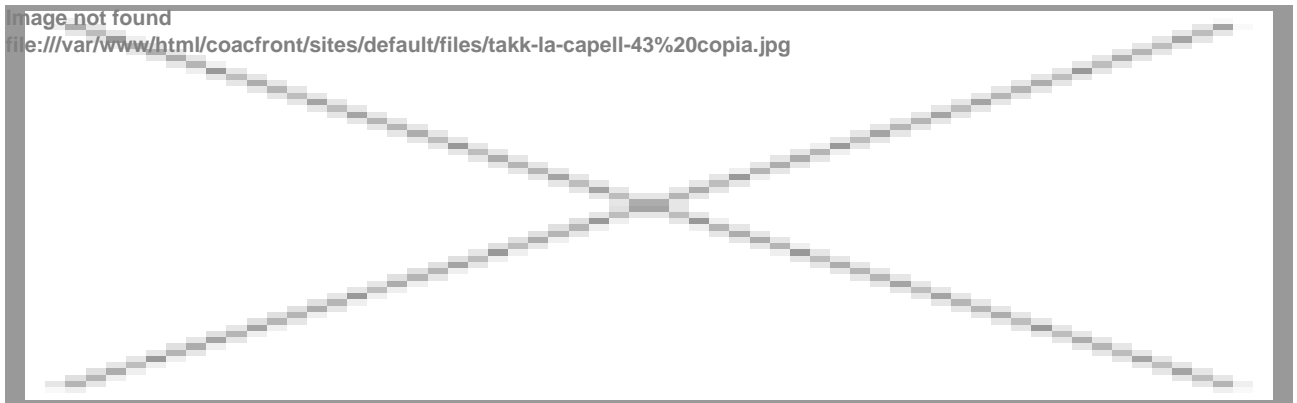 Image not found
file:///var/www/html/coacfront/sites/default/files/takk-la-capell-43%20copia.jpg